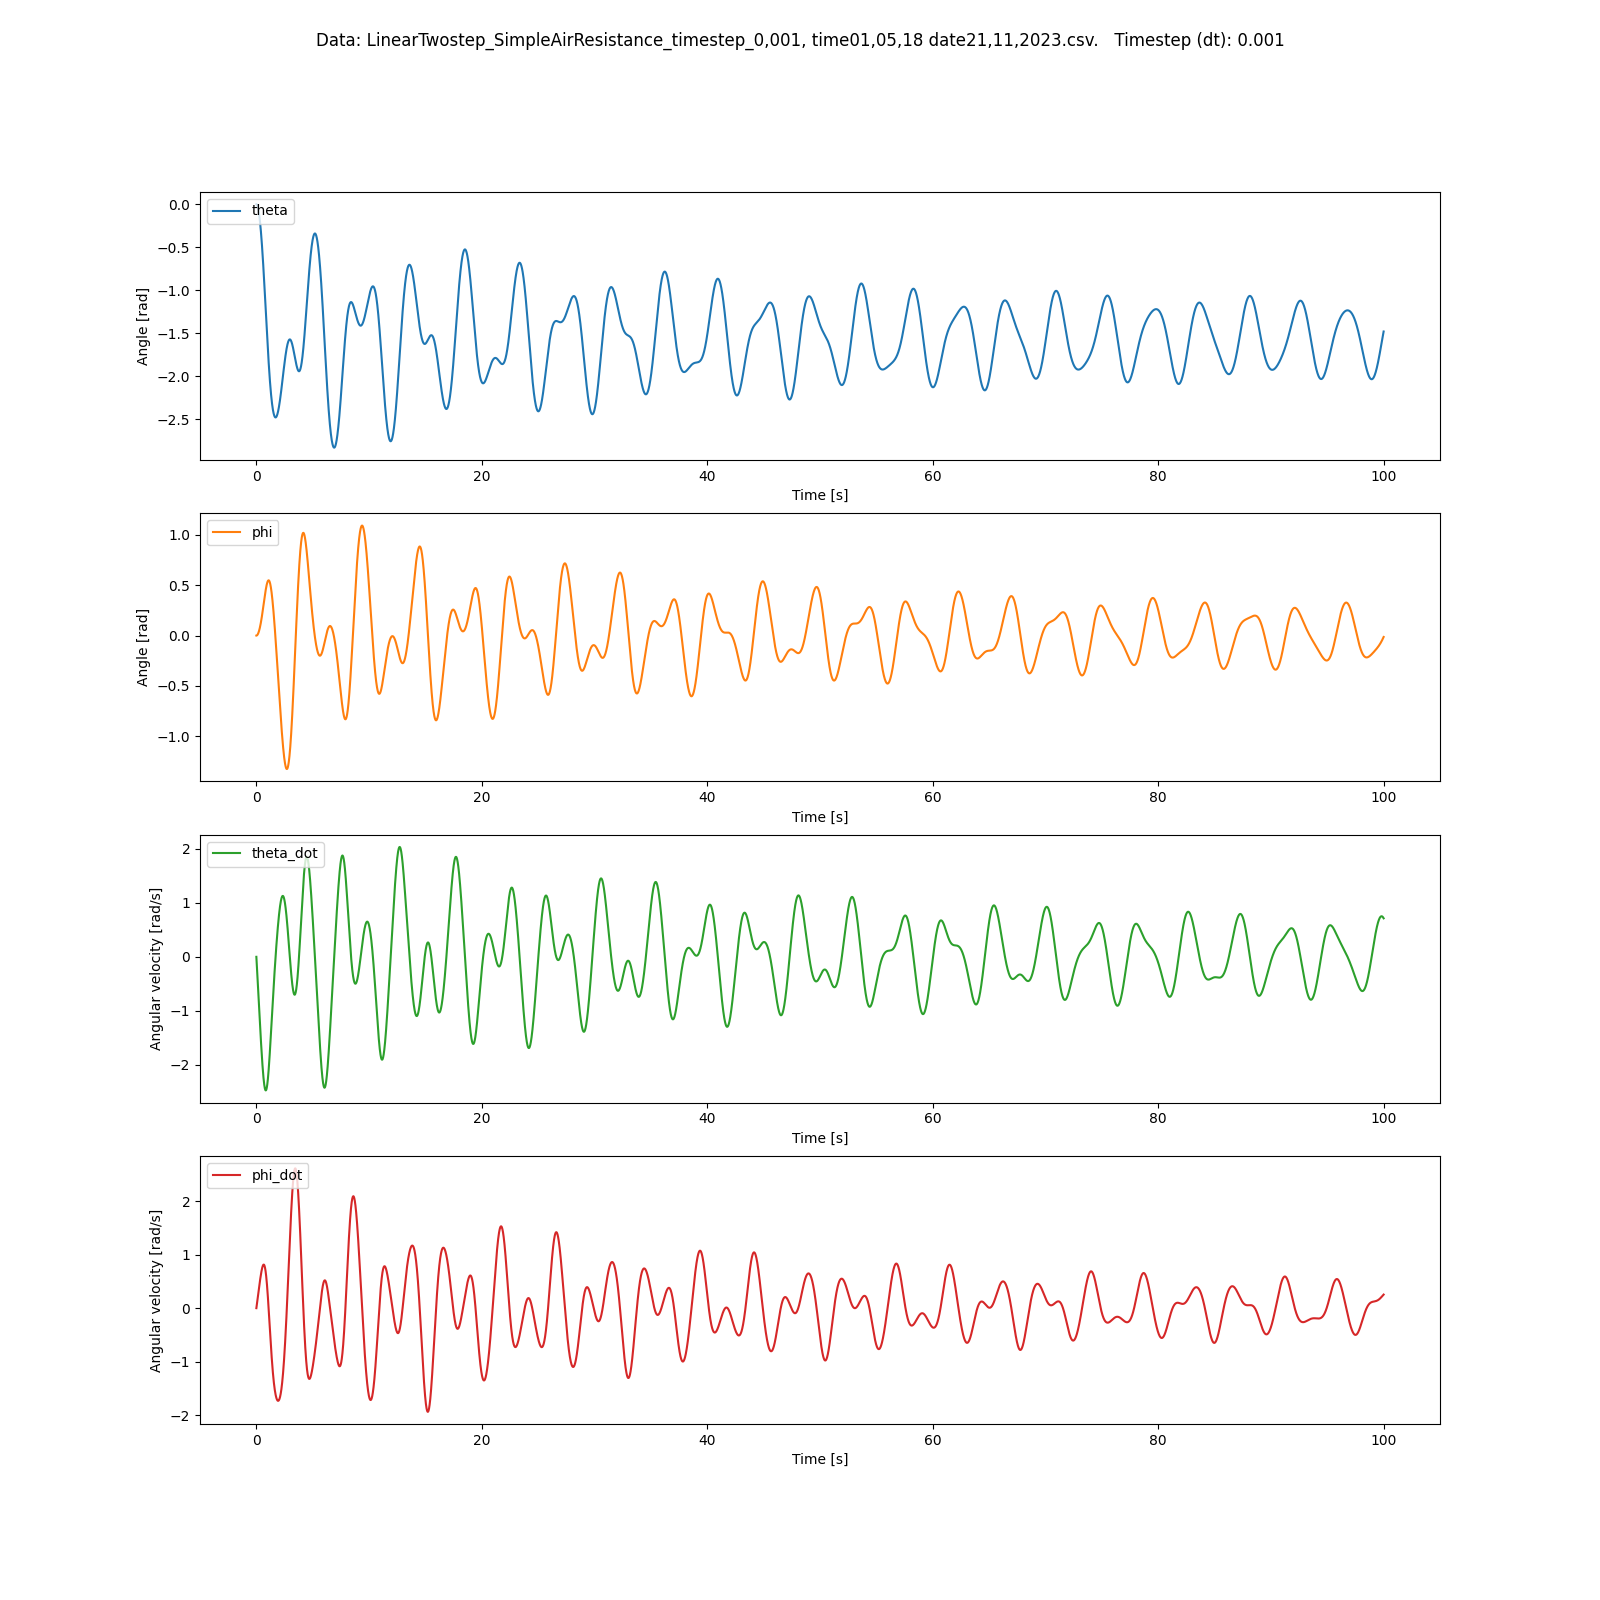 Data: LinearTwostep_SimpleAirResistance_timestep_0,001, time01,05,18 date21,11,2023.csv.   Timestep (dt): 0.001
theta
Angle [rad]
0.0
−0.5
−1.0
−1.5
−2.0
−2.5
0 20 40 60 80 100
Time [s]
phi
Angle [rad]
1.0
0.5
0.0
−0.5
−1.0
0 20 40 60 80 100
Time [s]
theta_dot
Angular velocity [rad/s]
2
1
0
−1
−2
0 20 40 60 80 100
Time [s]
phi_dot
Angular velocity [rad/s]
2
1
0
−1
−2
0 20 40 60 80 100
Time [s]